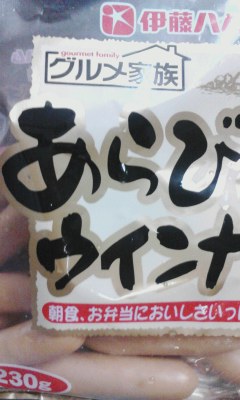 伊藤ハ
gourmet family
グルメ家族
あらび
ウインナ
朝食、お弁当においしさいっ
230g